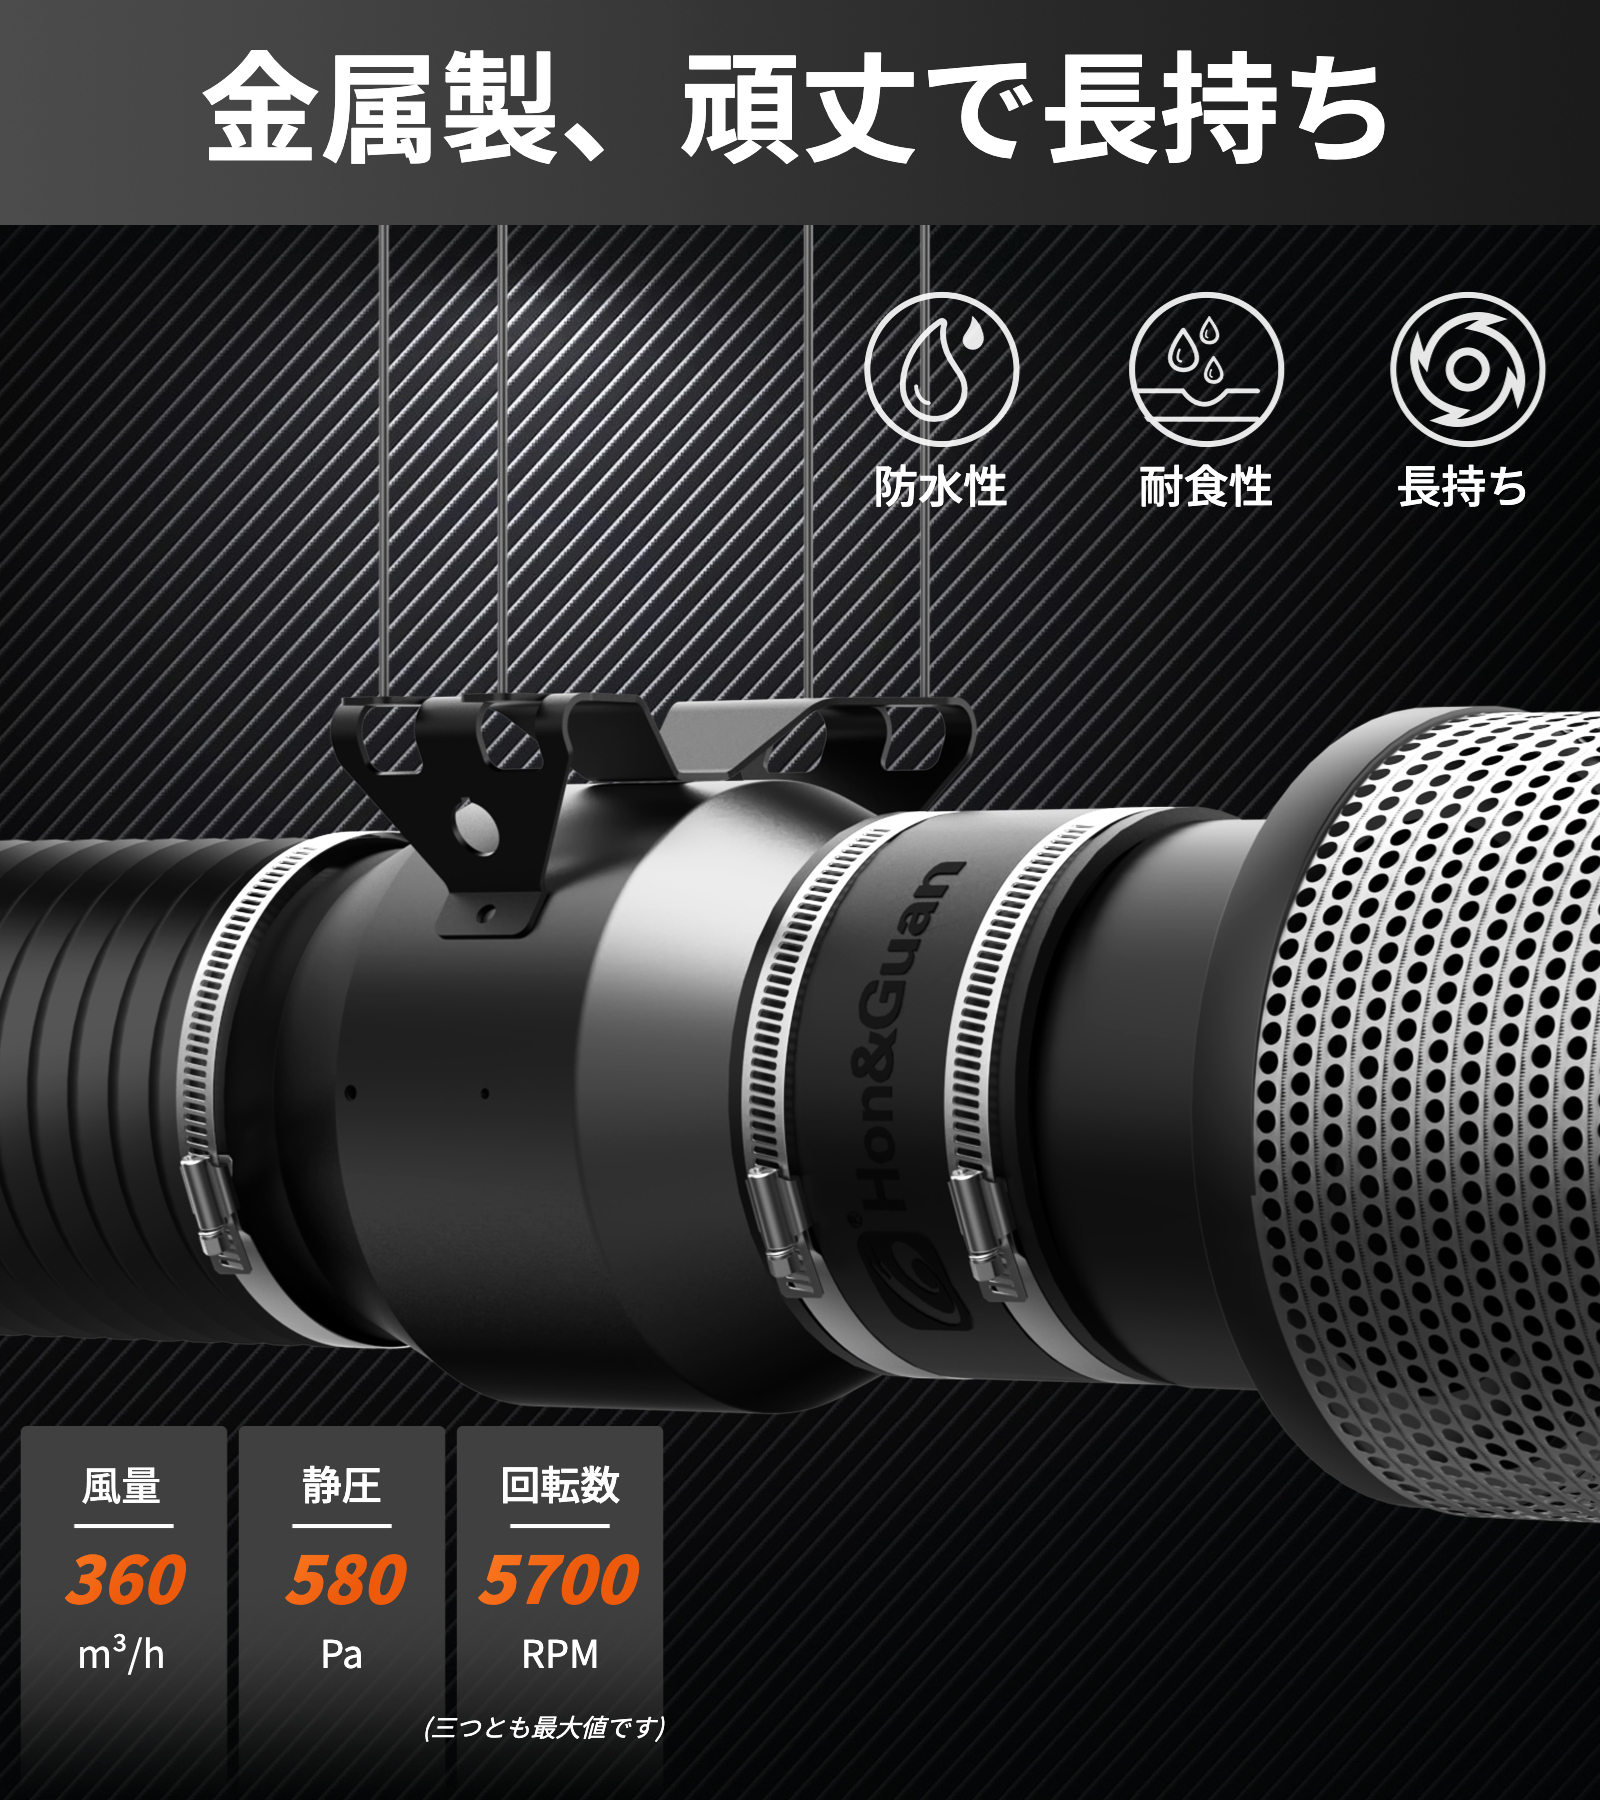 金属製、頑丈で長持ち
防水性
耐食性
長持ち
Hon&Guan®
風量
360
m³/h
静圧
580
Pa
回転数
5700
RPM
(三つとも最大値です)